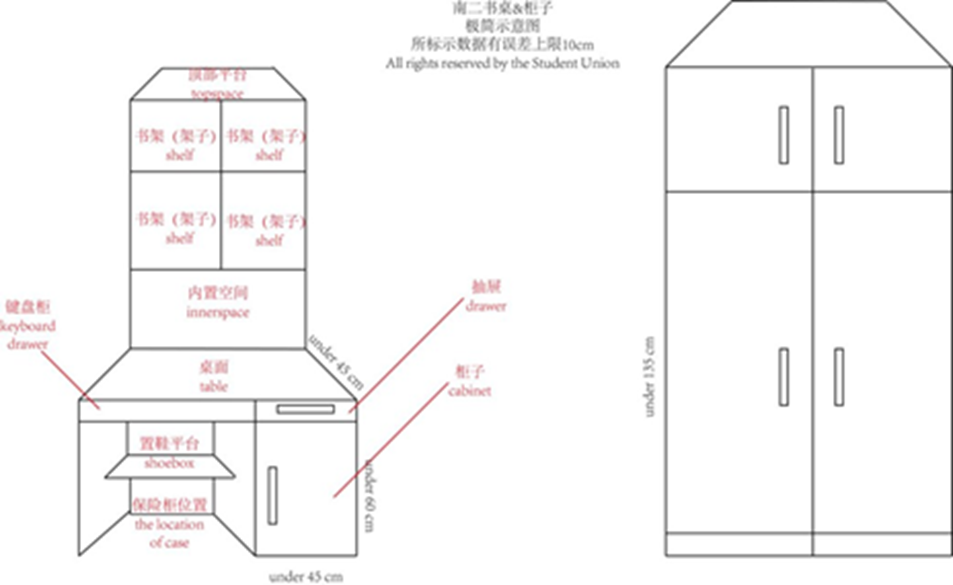 南二书桌&柜子
极简示意图
所标示数据有误差上限10cm
All rights reserved by the Student Union
顶部平台
topspace
书架（架子）
shelf
书架（架子）
shelf
书架（架子）
shelf
书架（架子）
shelf
内置空间
innerspace
键盘柜
keyboard
drawer
抽屉
drawer
under 45 cm
桌面
table
柜子
cabinet
置鞋平台
shoebox
保险柜位置
the location
of case
under 60 cm
under 45 cm
under 135 cm